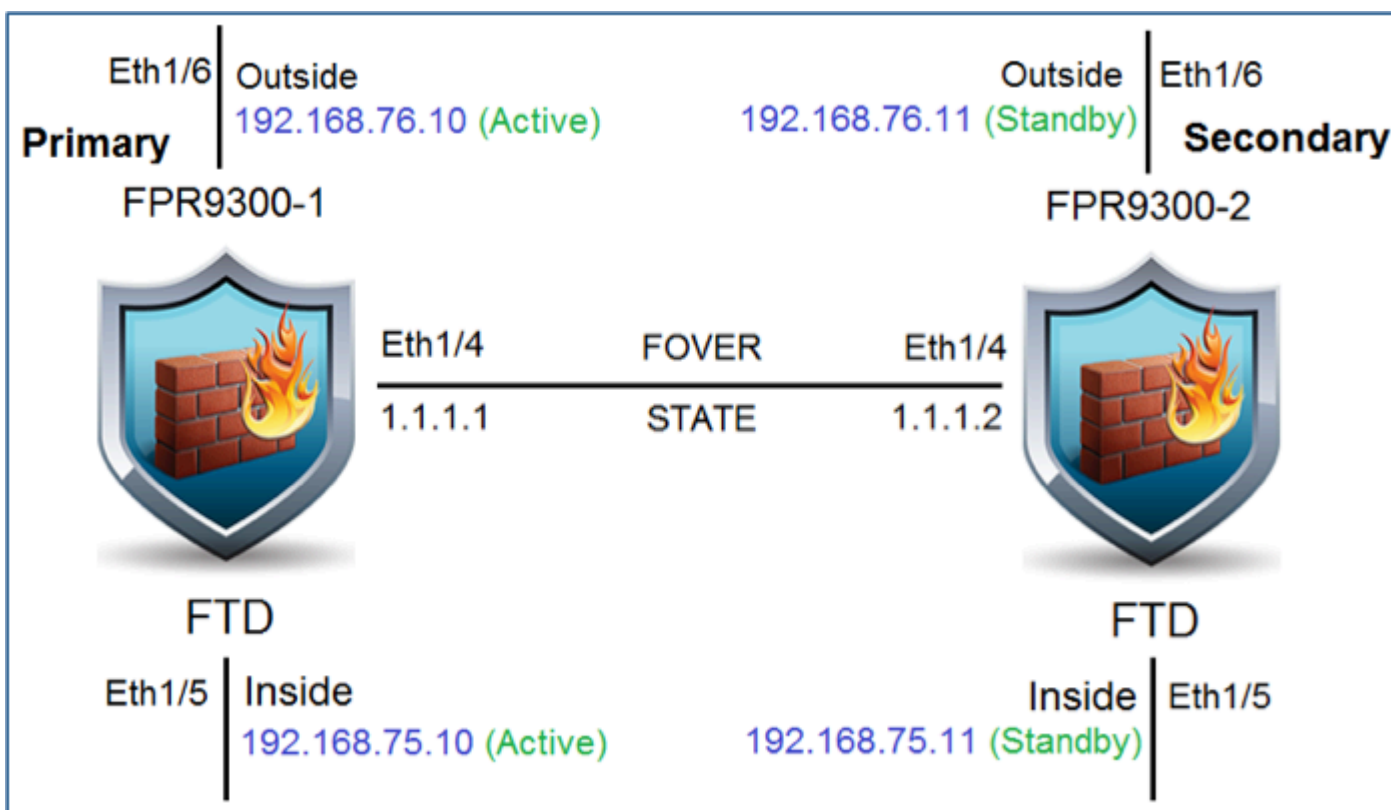 Eth1/6
Outside
192.168.76.10 (Active)
Primary
FPR9300-1
Outside
Eth1/6
192.168.76.11 (Standby)
Secondary
FPR9300-2
Eth1/4
FOVER
Eth1/4
1.1.1.1
STATE
1.1.1.2
FTD
Eth1/5
Inside
192.168.75.10 (Active)
FTD
Inside
Eth1/5
192.168.75.11 (Standby)